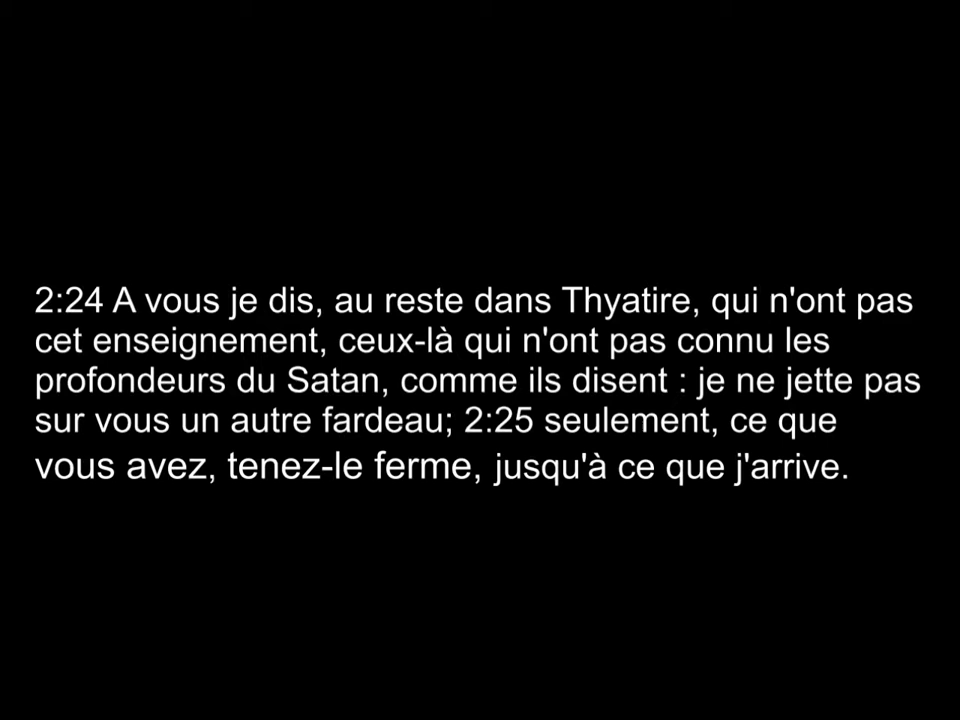 2:24 A vous je dis, au reste dans Thyatire, qui n'ont pas
cet enseignement, ceux-là qui n'ont pas connu les
profondeurs du Satan, comme ils disent : je ne jette pas
sur vous un autre fardeau; 2:25 seulement, ce que
vous avez, tenez-le ferme, jusqu'à ce que j'arrive.